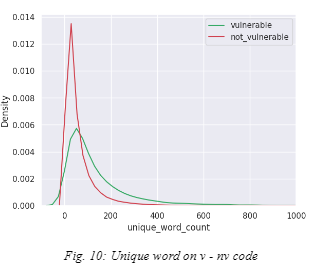 0.014
vulnerable
not_vulnerable
0.012
0.010
0.008
Density
0.006
0.004
0.002
0.000
0 200 400 600 800 1000
unique_word_count
Fig. 10: Unique word on v - nv code